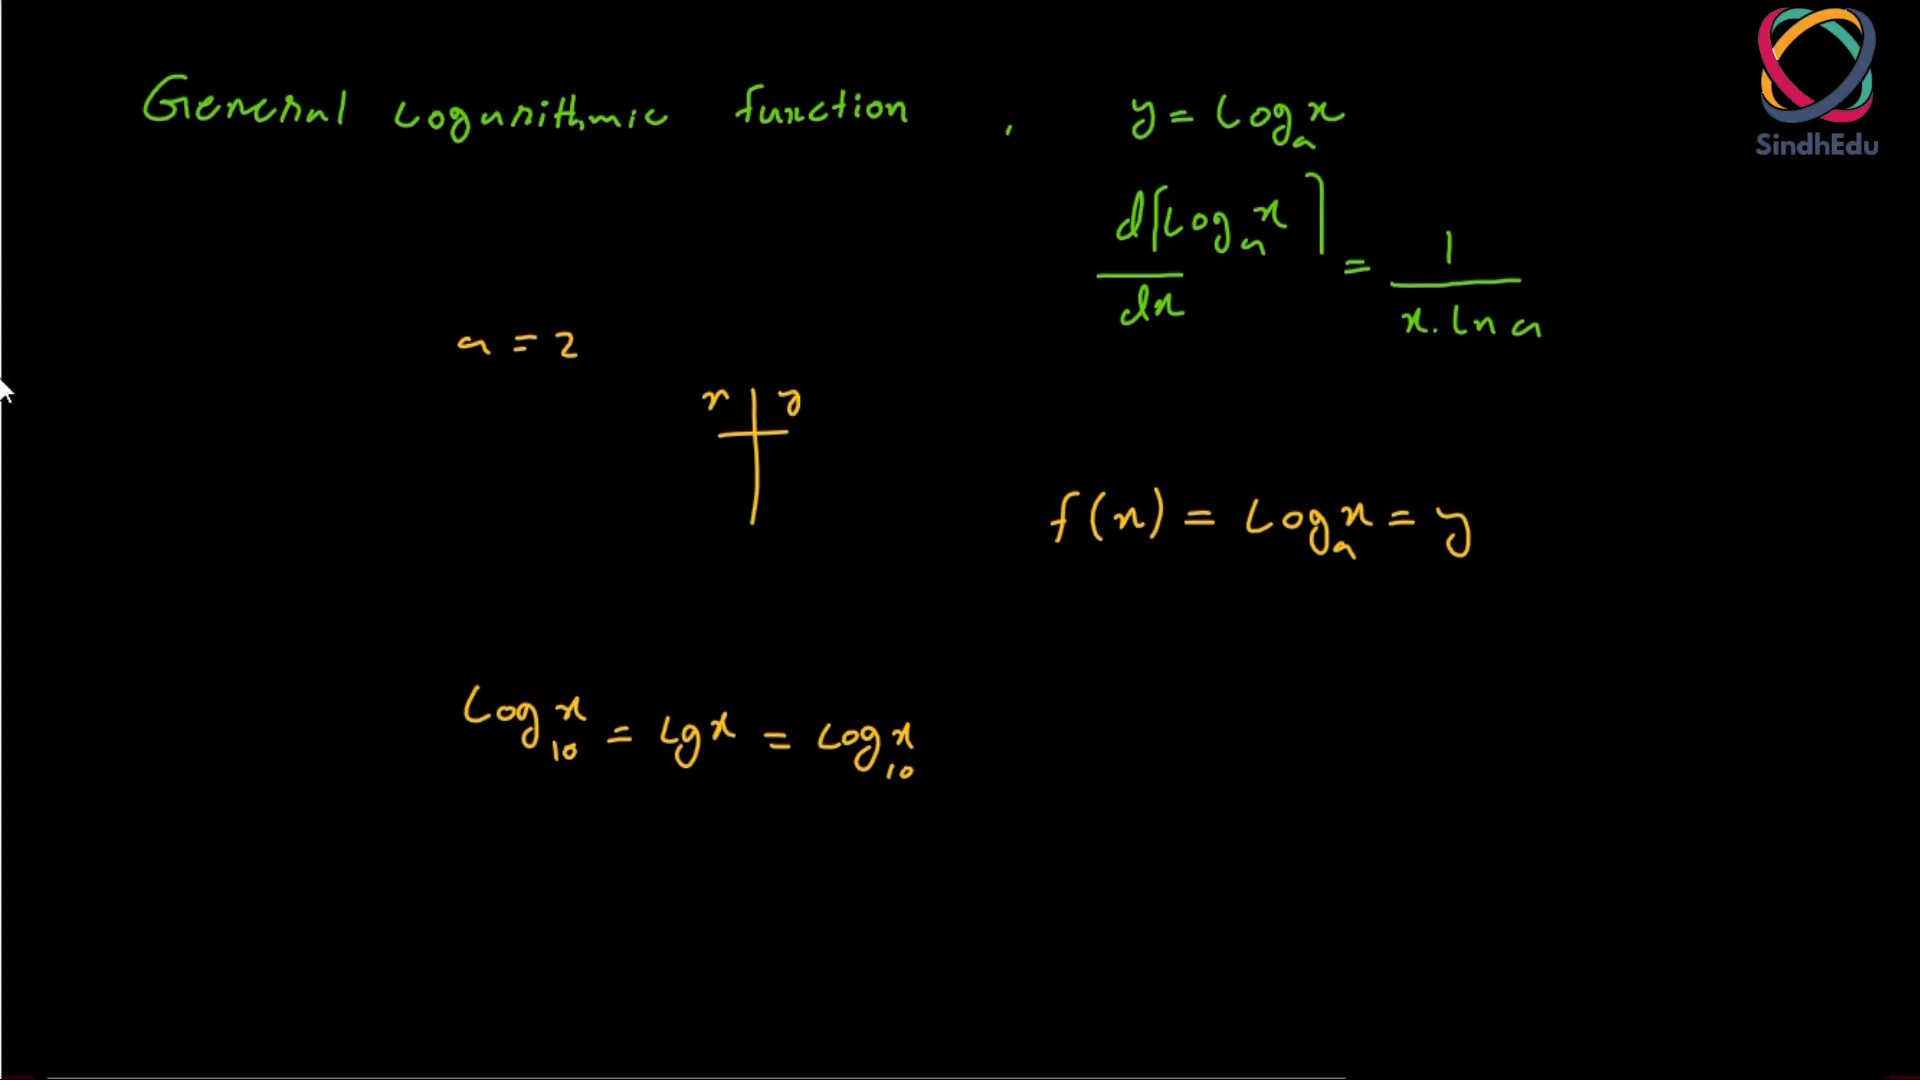 General Logarithmic function , y = Log_a x
SindhEdu
d[Log_a x]/dx = 1/(x . ln a)
a = 2
x | y
f(x) = Log_a x = y
Log_10 x = Lg x = Log_10 x